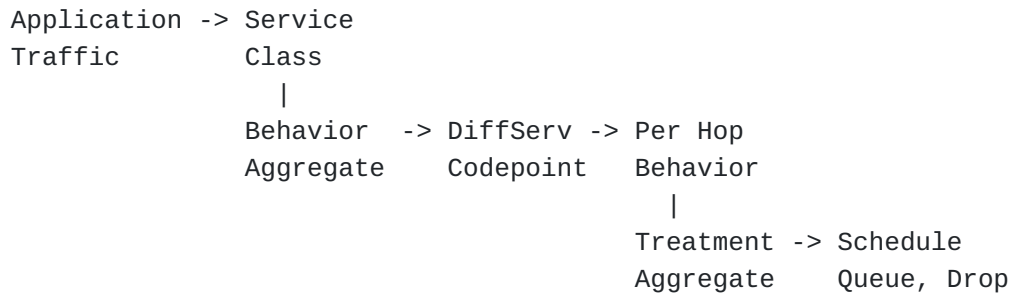 Application -> Service
Traffic        Class
                 |
               Behavior  -> DiffServ -> Per Hop
               Aggregate    Codepoint   Behavior
                                          |
                                        Treatment -> Schedule
                                        Aggregate    Queue, Drop